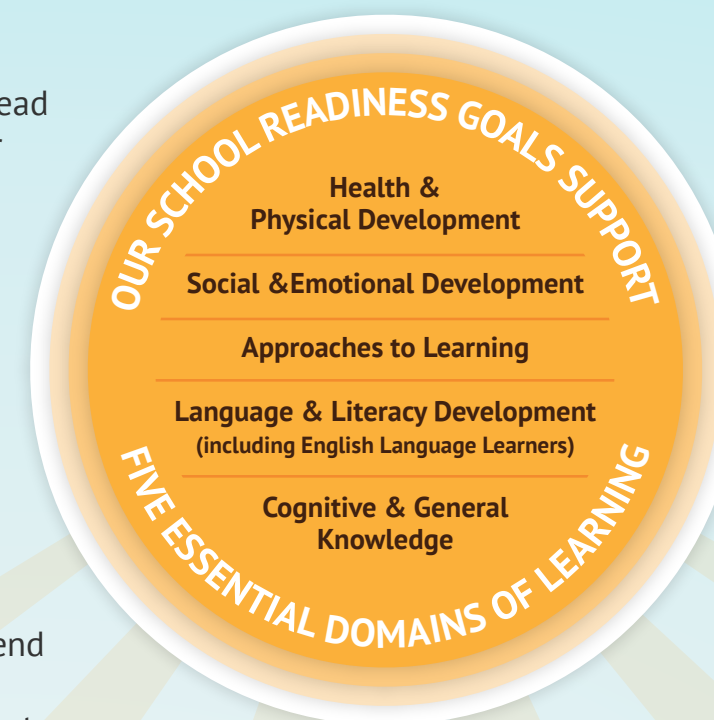 OUR SCHOOL READINESS GOALS SUPPORT
Health &
Physical Development
Social &Emotional Development
Approaches to Learning
Language & Literacy Development
(including English Language Learners)
Cognitive & General
Knowledge
FIVE ESSENTIAL DOMAINS OF LEARNING